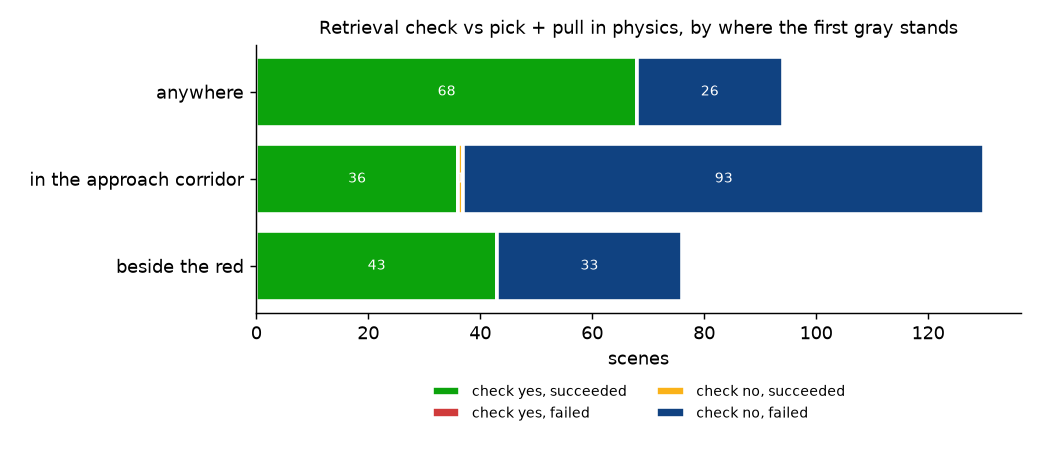 Retrieval check vs pick + pull in physics, by where the first gray stands
anywhere
68
26
in the approach corridor
36
93
beside the red
43
33
0 20 40 60 80 100 120
scenes
check yes, succeeded
check no, succeeded
check yes, failed
check no, failed